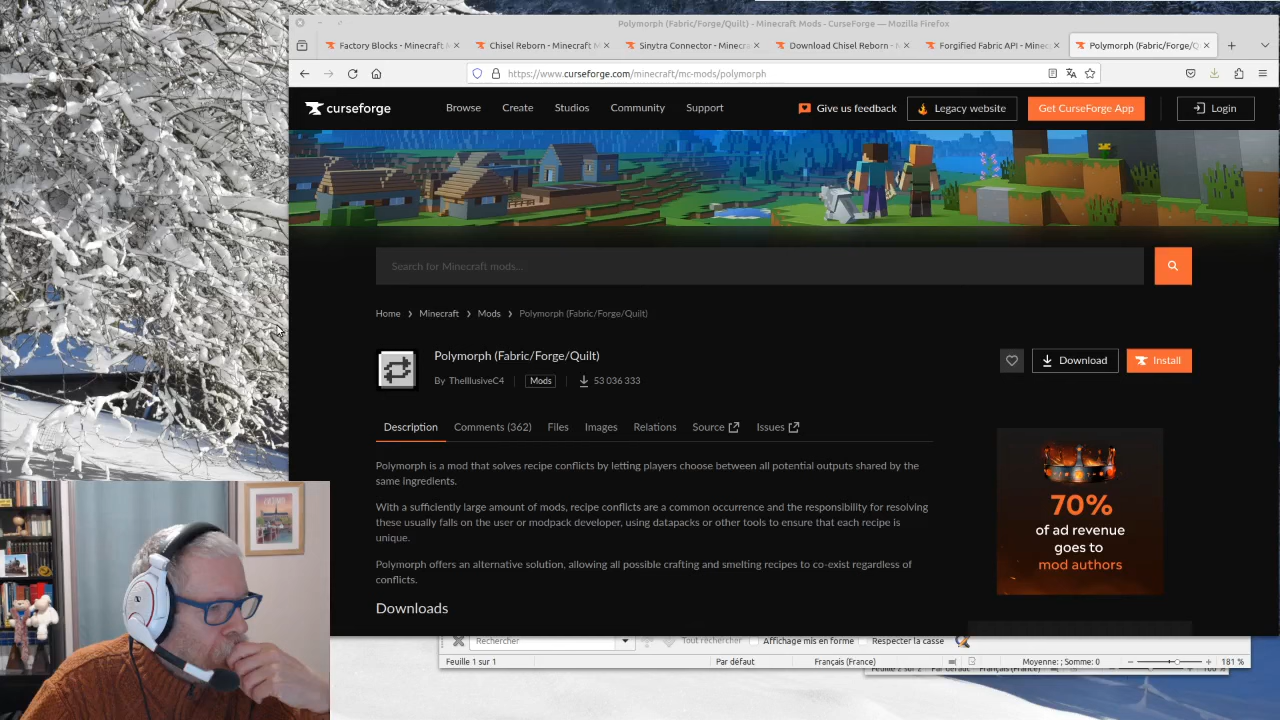 Polymorph (Fabric/Forge/Quilt) - Minecraft Mods - CurseForge — Mozilla Firefox
Factory Blocks - Minecraft M
Chisel Reborn - Minecraft M
Sinytra Connector - Minecra
Download Chisel Reborn - M
Forgified Fabric API - Minec
Polymorph (Fabric/Forge/Q
https://www.curseforge.com/minecraft/mc-mods/polymorph
curseforge
Browse
Create
Studios
Community
Support
Give us feedback
Legacy website
Get CurseForge App
Login
Search for Minecraft mods...
Home
Minecraft
Mods
Polymorph (Fabric/Forge/Quilt)
Polymorph (Fabric/Forge/Quilt)
By TheIllusiveC4
Mods
53 036 333
Download
Install
Description
Comments (362)
Files
Images
Relations
Source
Issues
Polymorph is a mod that solves recipe conflicts by letting players choose between all potential outputs shared by the
same ingredients.
With a sufficiently large amount of mods, recipe conflicts are a common occurrence and the responsibility for resolving
these usually falls on the user or modpack developer, using datapacks or other tools to ensure that each recipe is
unique.
Polymorph offers an alternative solution, allowing all possible crafting and smelting recipes to co-exist regardless of
conflicts.
Downloads
70%
of ad revenue
goes to
mod authors
Rechercher
Tout rechercher
Affichage mis en forme
Respecter la casse
Feuille 1 sur 1
Par défaut
Français (France)
Moyenne: ; Somme: 0
181 %